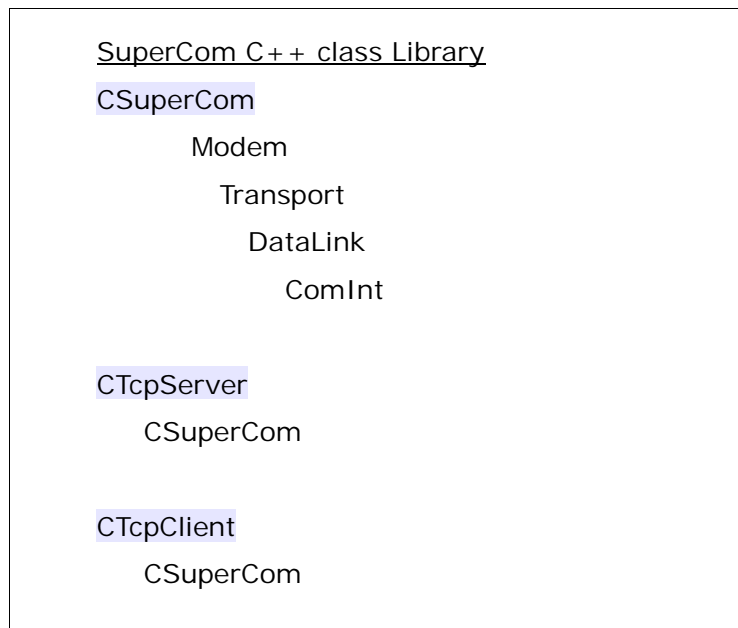 SuperCom C++ class Library
CSuperCom
Modem
Transport
DataLink
ComInt
CTcpServer
CSuperCom
CTcpClient
CSuperCom